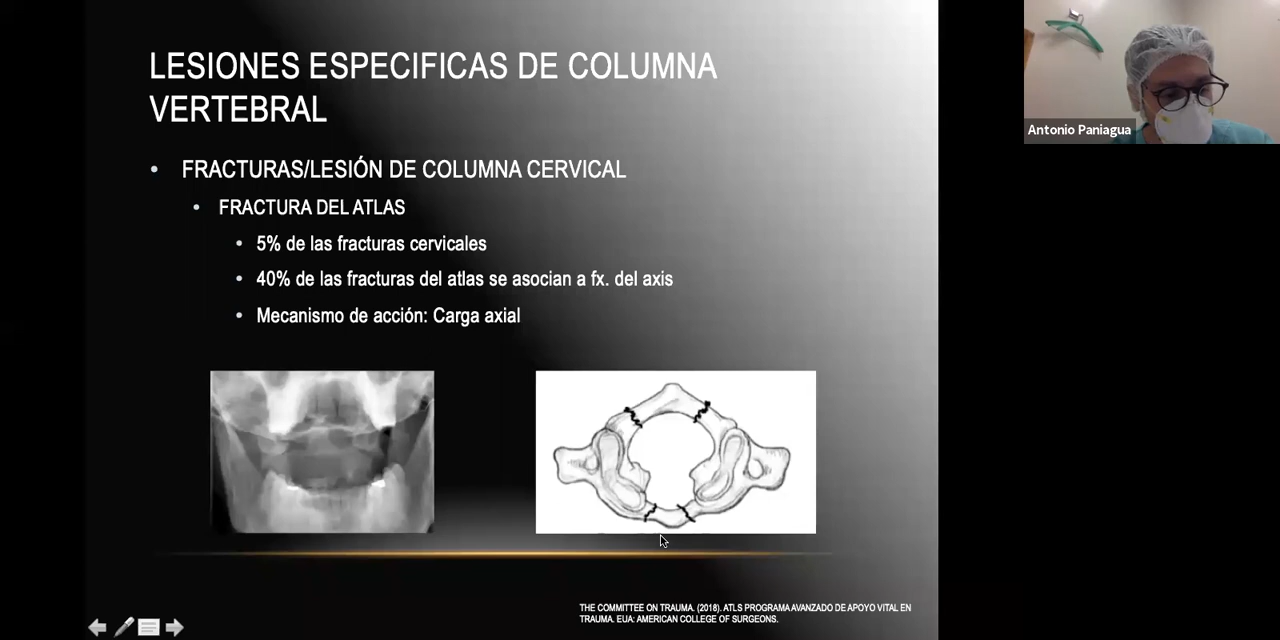 LESIONES ESPECIFICAS DE COLUMNA
VERTEBRAL
• FRACTURAS/LESIÓN DE COLUMNA CERVICAL
• FRACTURA DEL ATLAS
• 5% de las fracturas cervicales
• 40% de las fracturas del atlas se asocian a fx. del axis
• Mecanismo de acción: Carga axial
THE COMMITTEE ON TRAUMA. (2018). ATLS PROGRAMA AVANZADO DE APOYO VITAL EN
TRAUMA. EUA: AMERICAN COLLEGE OF SURGEONS.
Antonio Paniagua